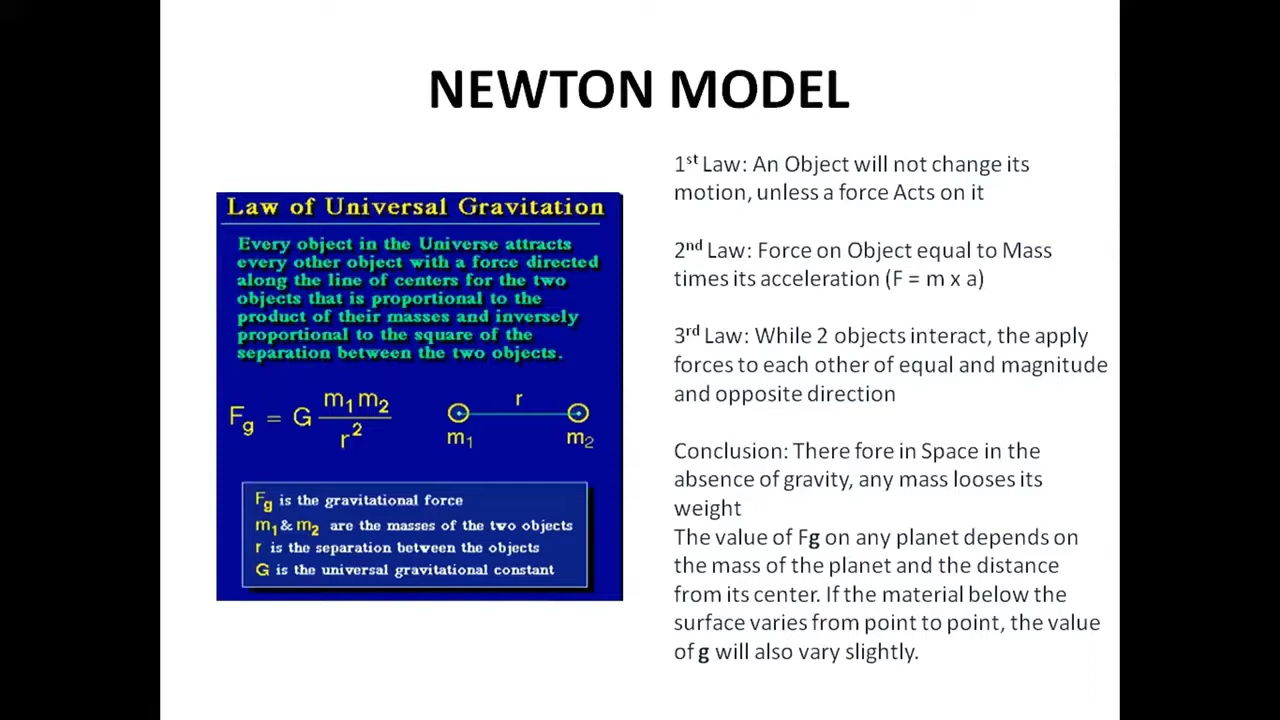 NEWTON MODEL
Law of Universal Gravitation
Every object in the Universe attracts
every other object with a force directed
along the line of centers for the two
objects that is proportional to the
product of their masses and inversely
proportional to the square of the
separation between the two objects.
Fg = G m1 m2 / r²
r
m1 m2
Fg is the gravitational force
m1 & m2 are the masses of the two objects
r is the separation between the objects
G is the universal gravitational constant
1st Law: An Object will not change its
motion, unless a force Acts on it
2nd Law: Force on Object equal to Mass
times its acceleration (F = m x a)
3rd Law: While 2 objects interact, the apply
forces to each other of equal and magnitude
and opposite direction
Conclusion: There fore in Space in the
absence of gravity, any mass looses its
weight
The value of Fg on any planet depends on
the mass of the planet and the distance
from its center. If the material below the
surface varies from point to point, the value
of g will also vary slightly.